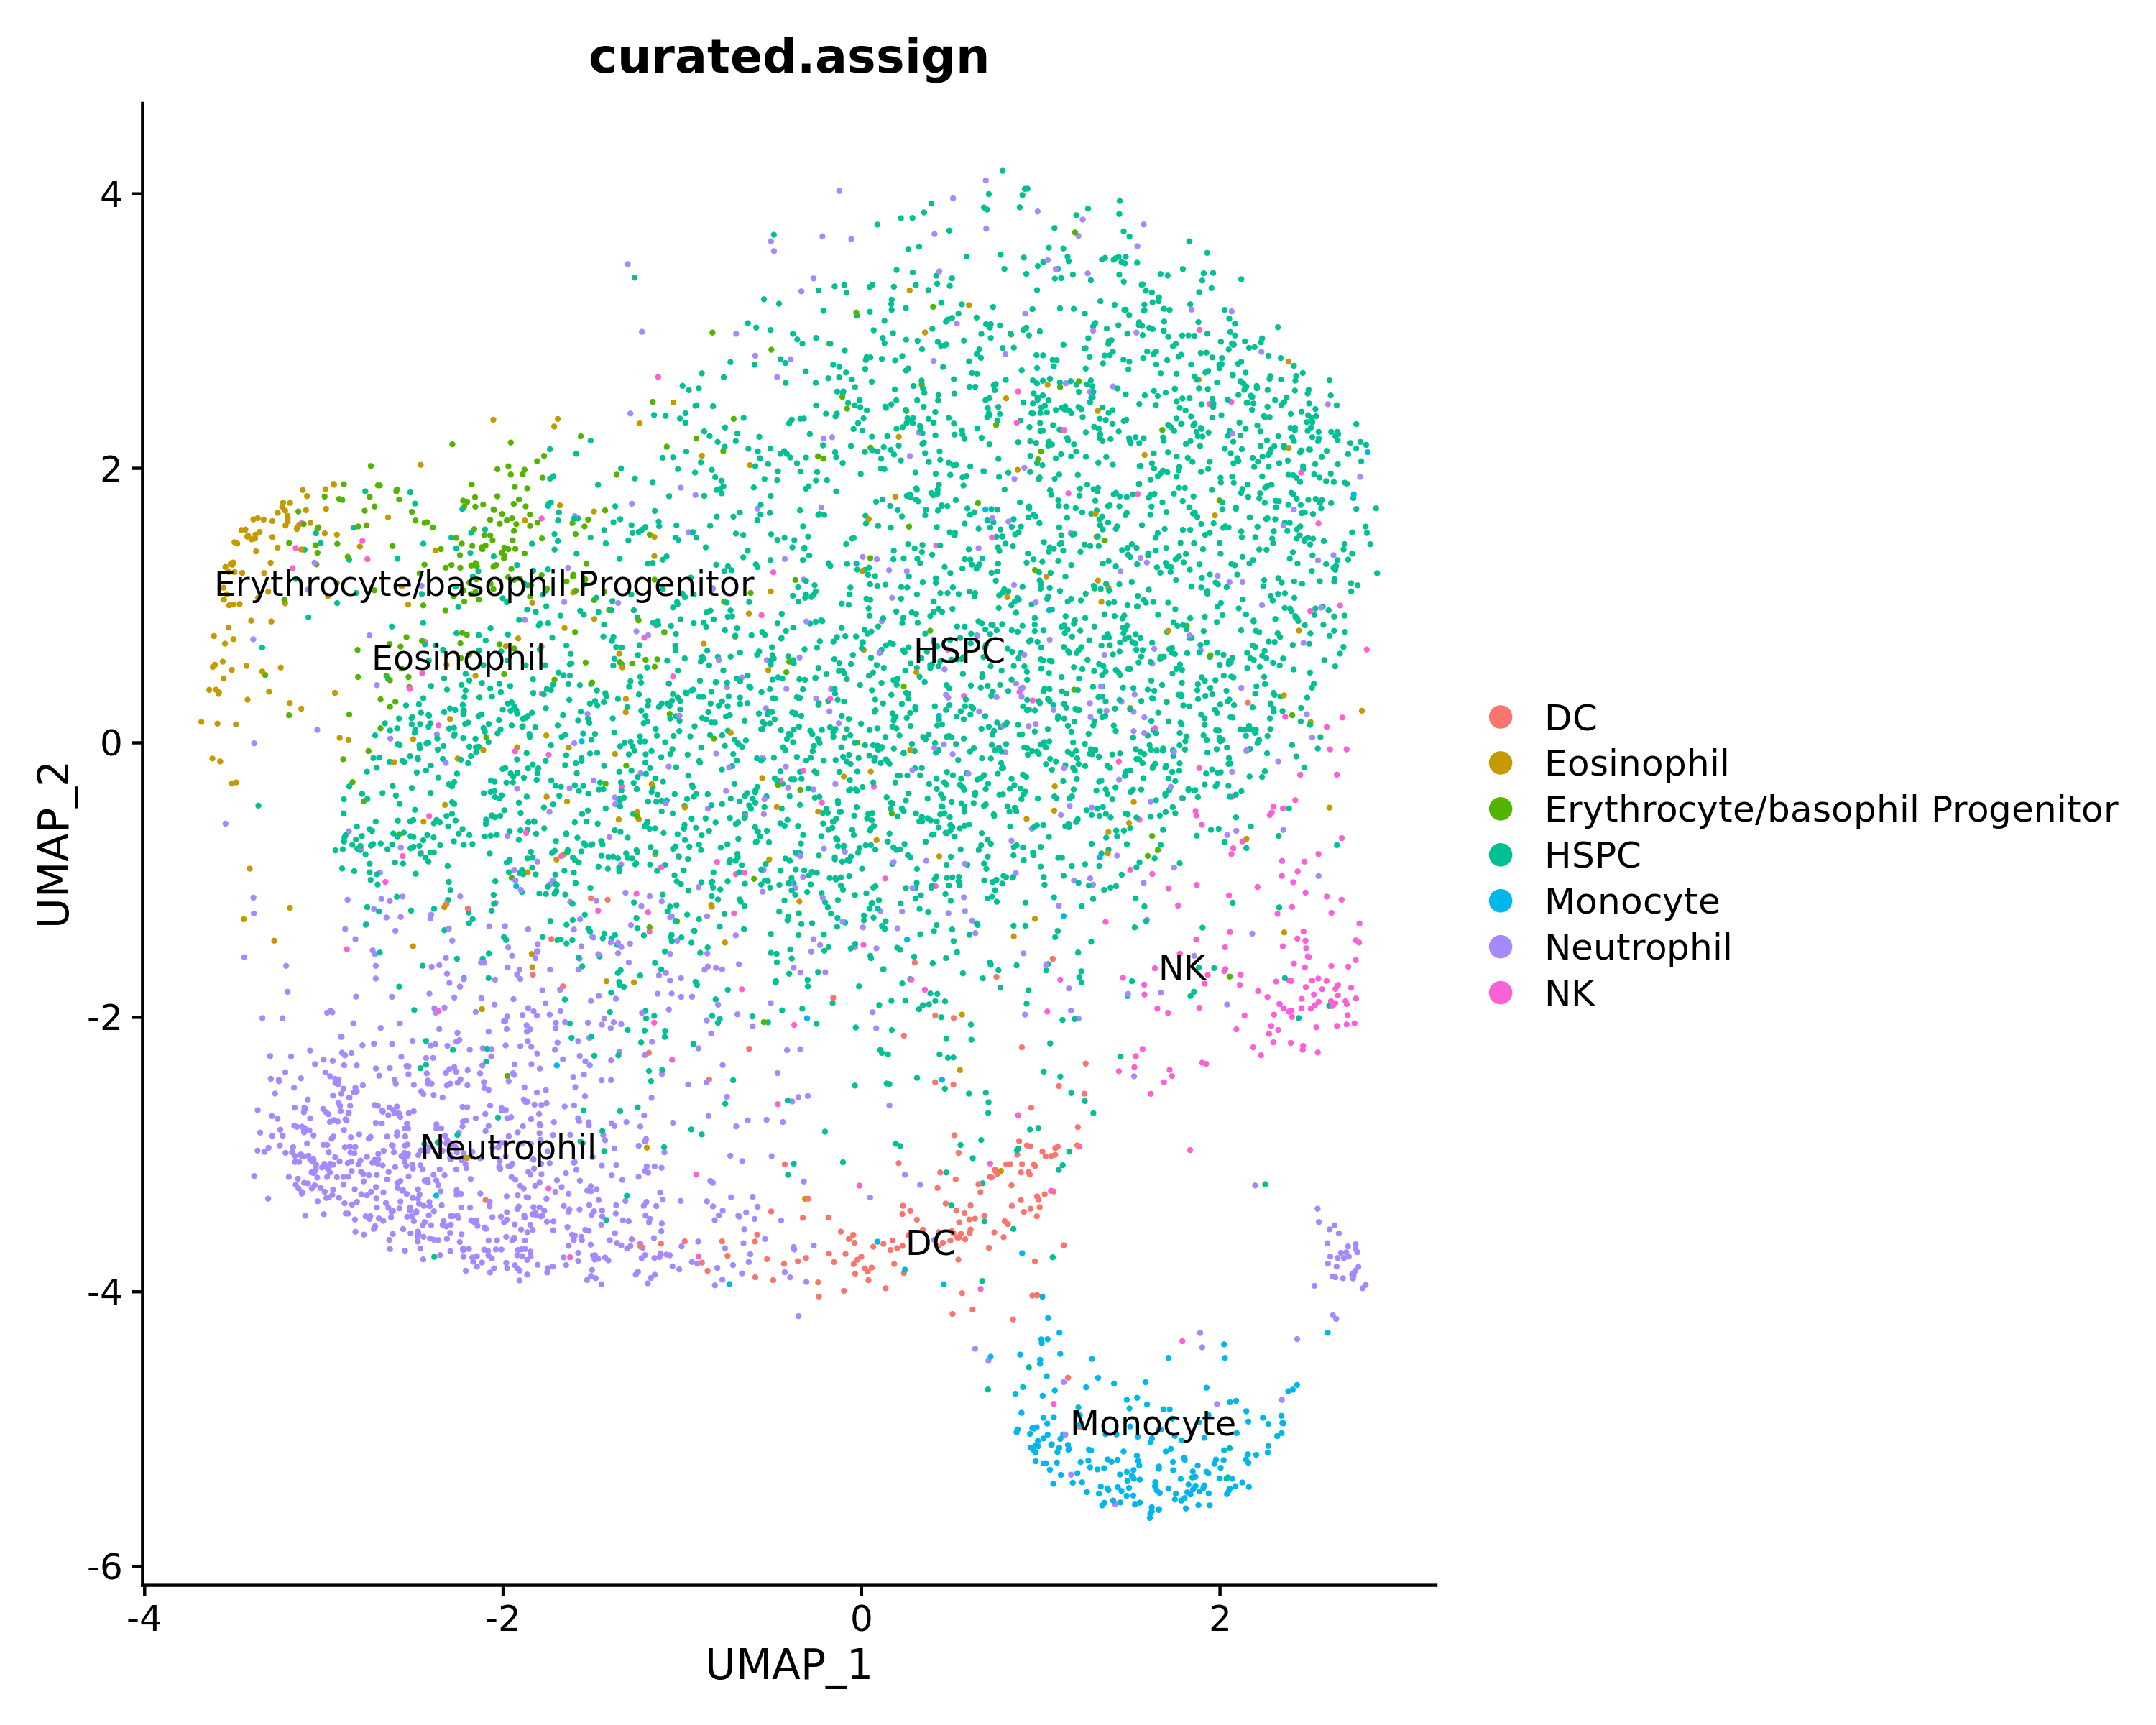 curated.assign
4
2
0
-2
-4
-6
UMAP_2
-4
-2
0
2
UMAP_1
Erythrocyte/basophil Progenitor
Eosinophil
HSPC
NK
Neutrophil
DC
Monocyte
DC
Eosinophil
Erythrocyte/basophil Progenitor
HSPC
Monocyte
Neutrophil
NK